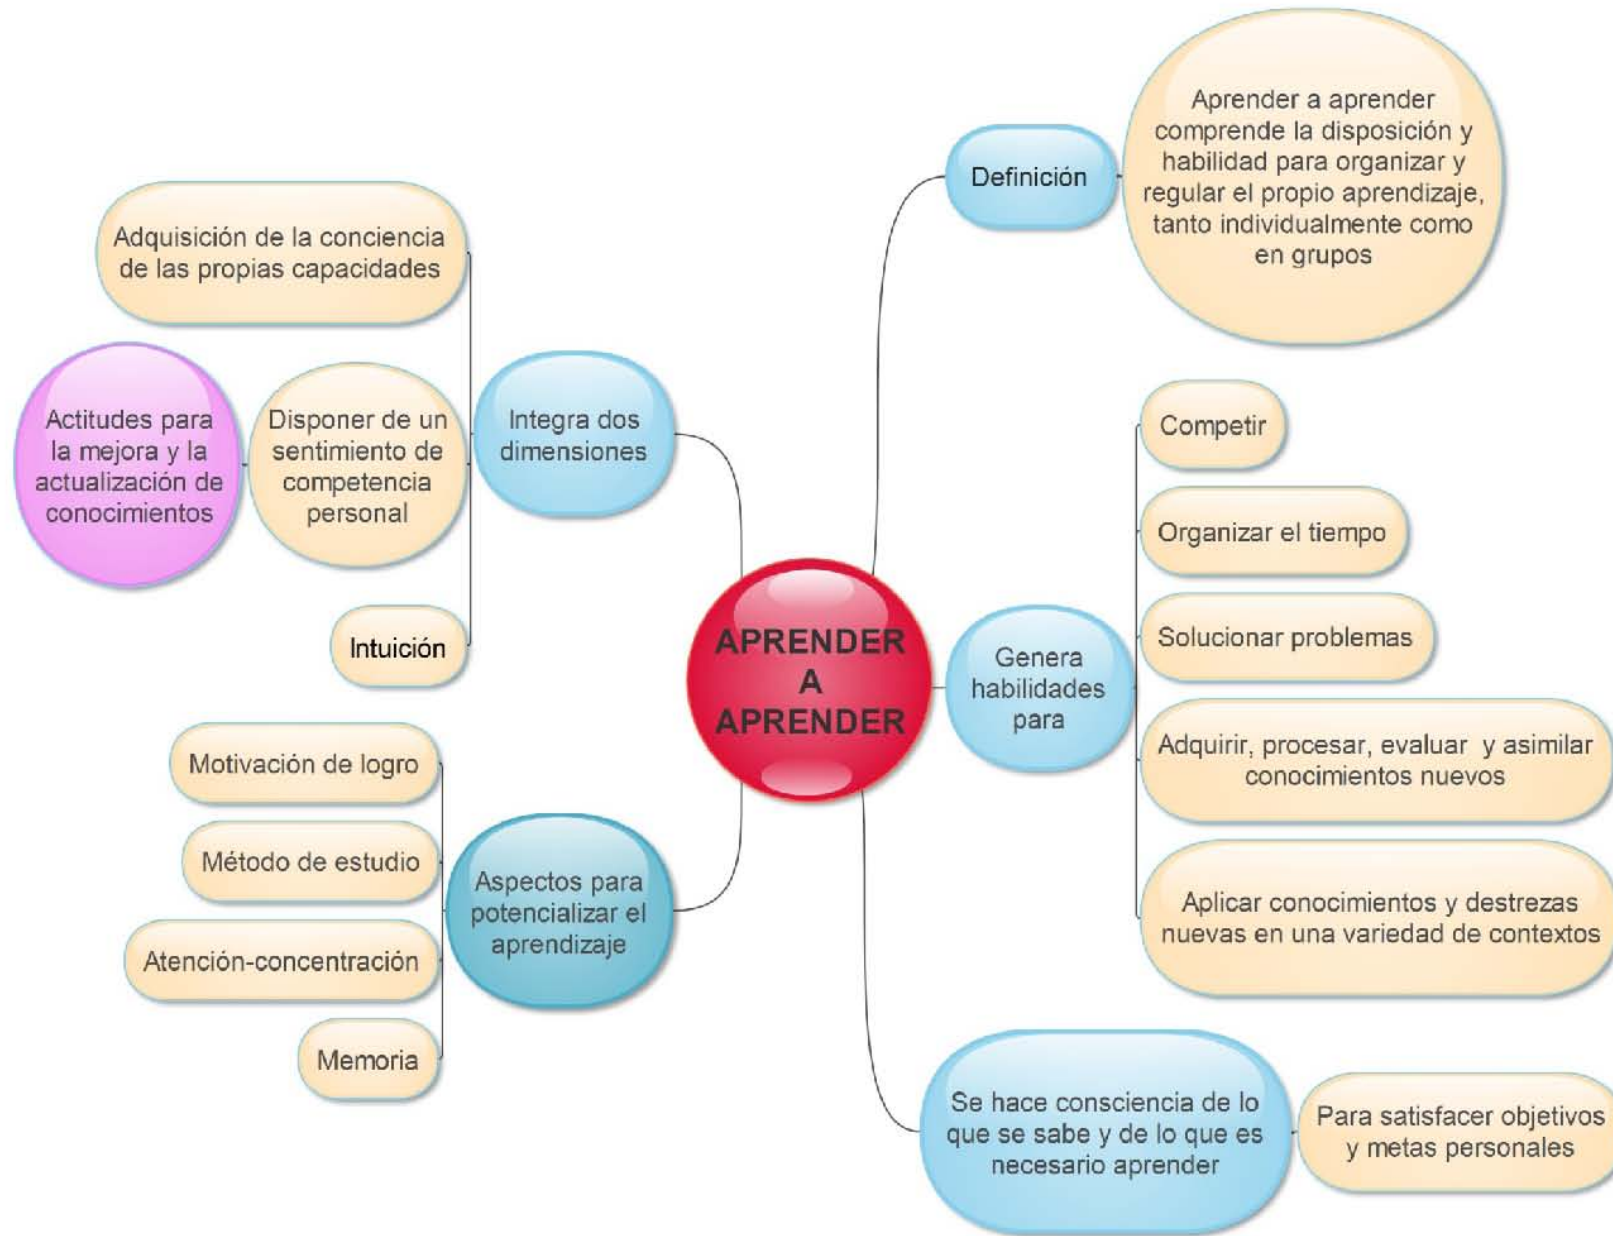 APRENDER
A
APRENDER
Definición
Aprender a aprender
comprende la disposición y
habilidad para organizar y
regular el propio aprendizaje,
tanto individualmente como
en grupos
Genera
habilidades
para
Competir
Organizar el tiempo
Solucionar problemas
Adquirir, procesar, evaluar y asimilar
conocimientos nuevos
Aplicar conocimientos y destrezas
nuevas en una variedad de contextos
Se hace consciencia de lo
que se sabe y de lo que es
necesario aprender
Para satisfacer objetivos
y metas personales
Integra dos
dimensiones
Adquisición de la conciencia
de las propias capacidades
Disponer de un
sentimiento de
competencia
personal
Actitudes para
la mejora y la
actualización de
conocimientos
Intuición
Aspectos para
potencializar el
aprendizaje
Motivación de logro
Método de estudio
Atención-concentración
Memoria